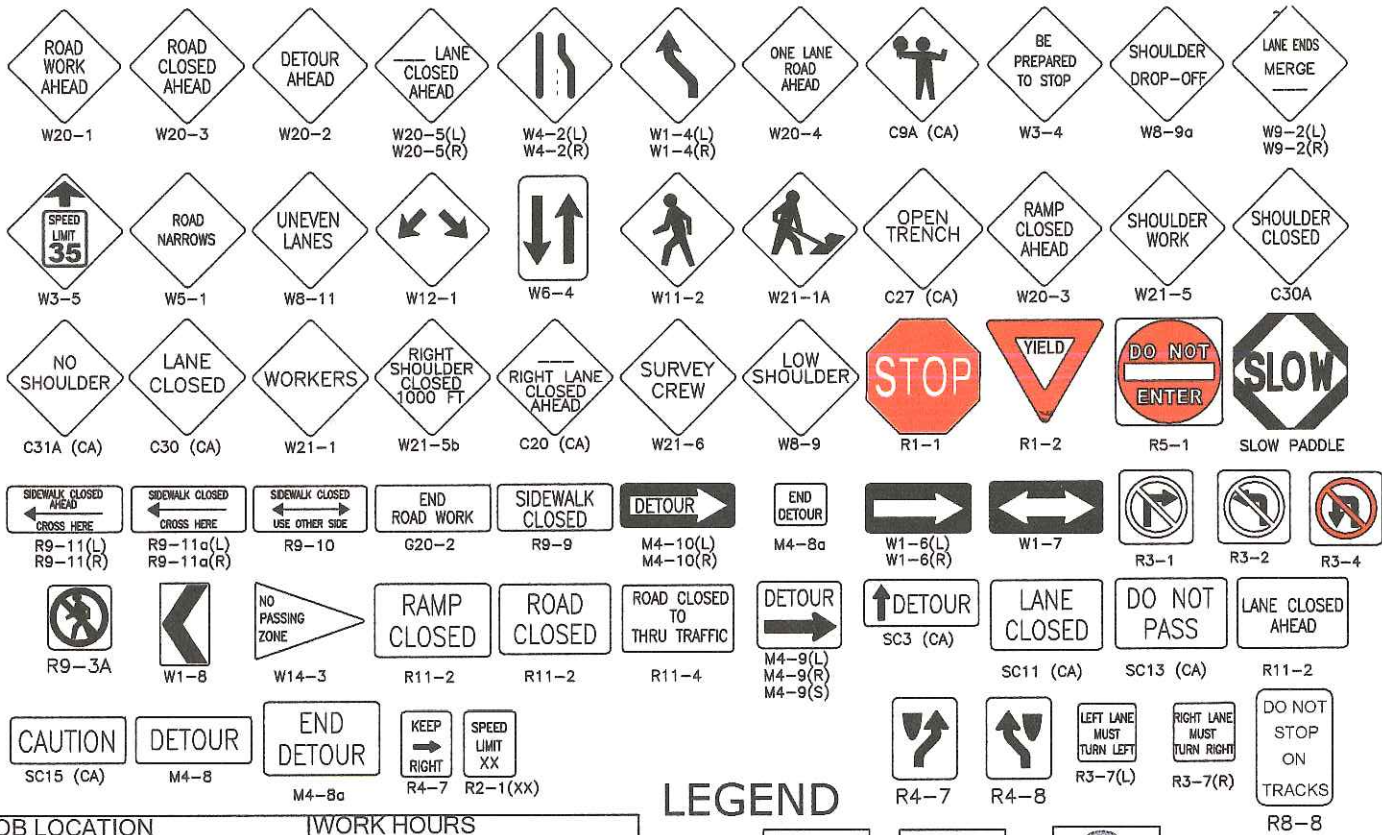 ROAD
WORK
AHEAD
W20-1
ROAD
CLOSED
AHEAD
W20-3
DETOUR
AHEAD
W20-2
___ LANE
CLOSED
AHEAD
W20-5(L)
W20-5(R)
W4-2(L)
W4-2(R)
W1-4(L)
W1-4(R)
ONE LANE
ROAD
AHEAD
W20-4
C9A (CA)
BE
PREPARED
TO STOP
W3-4
SHOULDER
DROP-OFF
W8-9a
LANE ENDS
MERGE
___
W9-2(L)
W9-2(R)
SPEED
LIMIT
35
W3-5
ROAD
NARROWS
W5-1
UNEVEN
LANES
W8-11
W12-1
W6-4
W11-2
W21-1A
OPEN
TRENCH
C27 (CA)
RAMP
CLOSED
AHEAD
W20-3
SHOULDER
WORK
W21-5
SHOULDER
CLOSED
C30A
NO
SHOULDER
C31A (CA)
LANE
CLOSED
C30 (CA)
WORKERS
W21-1
RIGHT
SHOULDER
CLOSED
1000 FT
W21-5b
___
RIGHT LANE
CLOSED
AHEAD
C20 (CA)
SURVEY
CREW
W21-6
LOW
SHOULDER
W8-9
STOP
R1-1
YIELD
R1-2
DO NOT
ENTER
R5-1
SLOW
SLOW PADDLE
SIDEWALK CLOSED
AHEAD
CROSS HERE
R9-11(L)
R9-11(R)
SIDEWALK CLOSED
CROSS HERE
R9-11a(L)
R9-11a(R)
SIDEWALK CLOSED
USE OTHER SIDE
R9-10
END
ROAD WORK
G20-2
SIDEWALK
CLOSED
R9-9
DETOUR
M4-10(L)
M4-10(R)
END
DETOUR
M4-8a
W1-6(L)
W1-6(R)
W1-7
R3-1
R3-2
R3-4
R9-3A
W1-8
NO
PASSING
ZONE
W14-3
RAMP
CLOSED
R11-2
ROAD
CLOSED
R11-2
ROAD CLOSED
TO
THRU TRAFFIC
R11-4
DETOUR
M4-9(L)
M4-9(R)
M4-9(S)
DETOUR
SC3 (CA)
LANE
CLOSED
SC11 (CA)
DO NOT
PASS
SC13 (CA)
LANE CLOSED
AHEAD
R11-2
CAUTION
SC15 (CA)
DETOUR
M4-8
END
DETOUR
M4-8a
KEEP
RIGHT
R4-7
SPEED
LIMIT
XX
R2-1(XX)
R4-7
R4-8
LEFT LANE
MUST
TURN LEFT
R3-7(L)
RIGHT LANE
MUST
TURN RIGHT
R3-7(R)
DO NOT
STOP
ON
TRACKS
R8-8
LEGEND
OB LOCATION
WORK HOURS